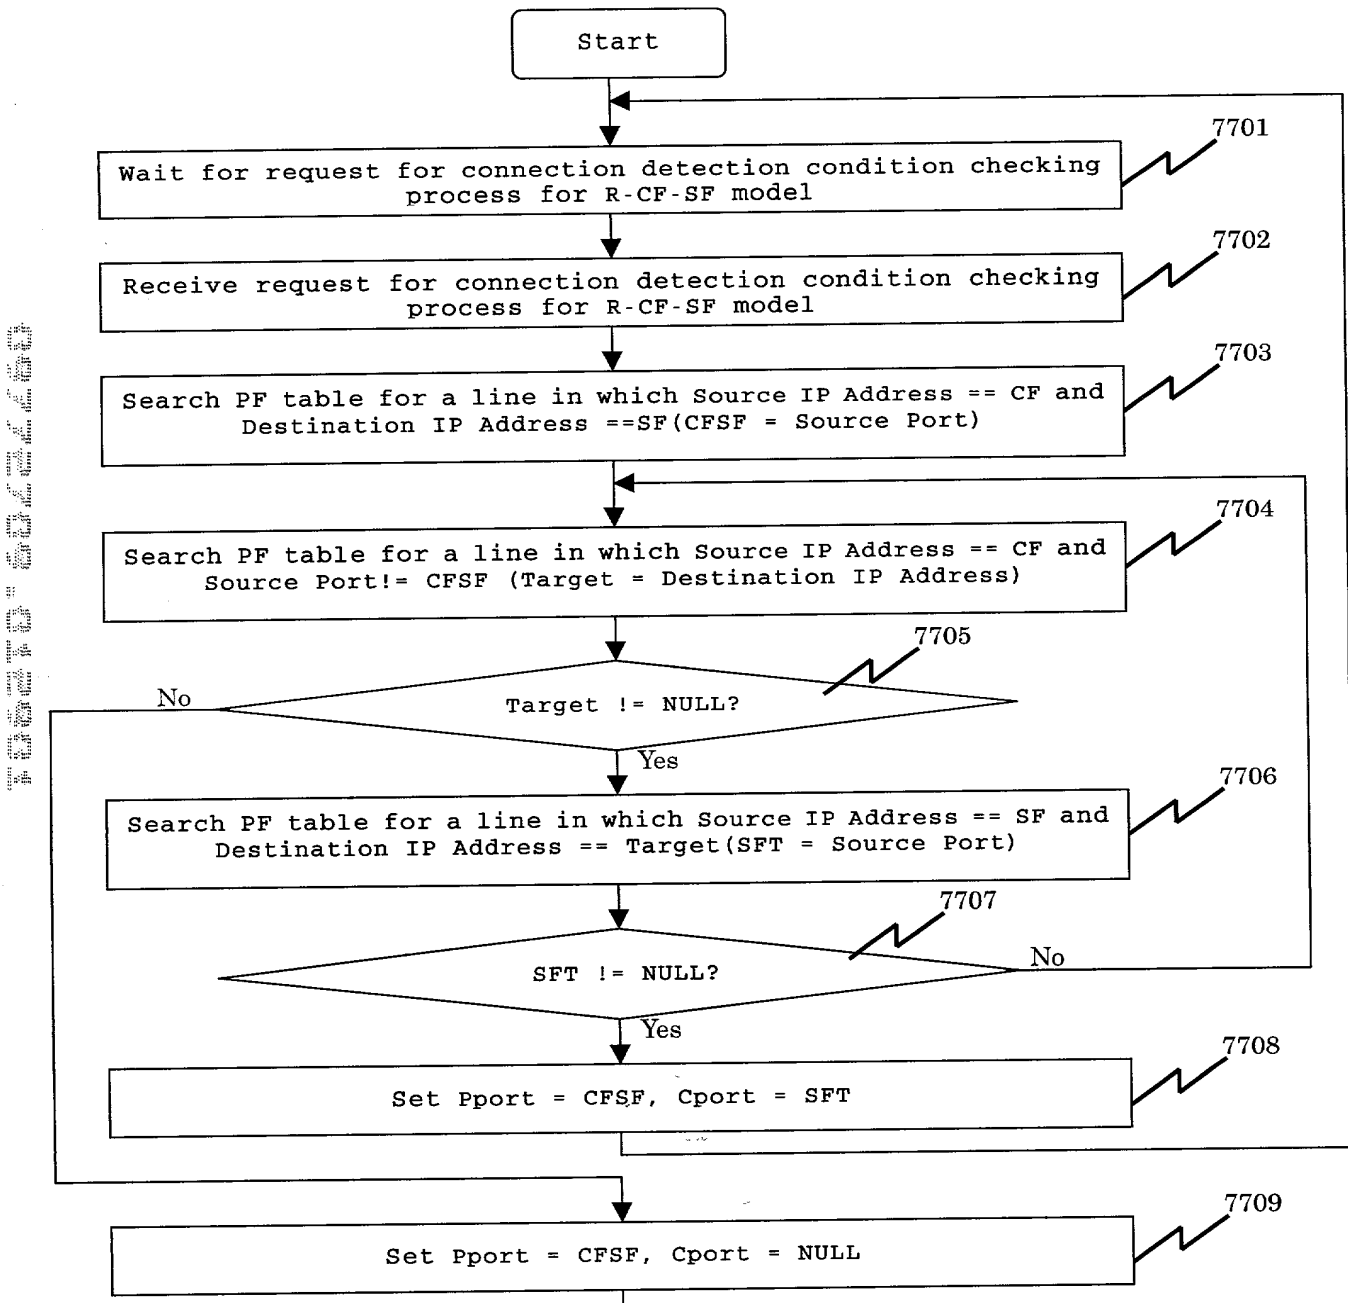 Start
7701
Wait for request for connection detection condition checking
process for R-CF-SF model
7702
Receive request for connection detection condition checking
process for R-CF-SF model
7703
Search PF table for a line in which Source IP Address == CF and
Destination IP Address ==SF(CFSF = Source Port)
7704
Search PF table for a line in which Source IP Address == CF and
Source Port!= CFSF (Target = Destination IP Address)
7705
No
Target != NULL?
Yes
7706
Search PF table for a line in which Source IP Address == SF and
Destination IP Address == Target(SFT = Source Port)
7707
No
SFT != NULL?
Yes
7708
Set Pport = CFSF, Cport = SFT
7709
Set Pport = CFSF, Cport = NULL